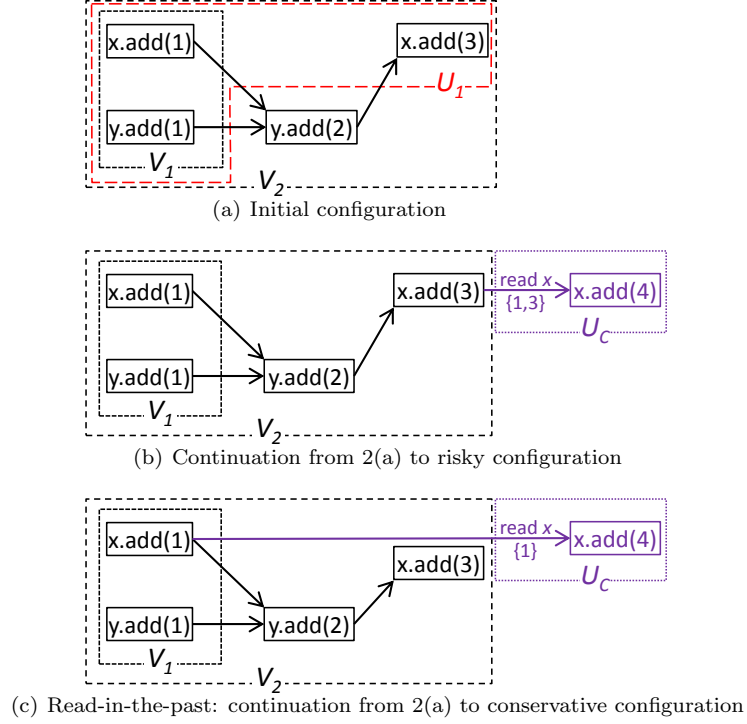 x.add(1)
x.add(3)
U1
y.add(1)
y.add(2)
V1
V2
(a) Initial configuration
x.add(1)
x.add(3)
read x
{1,3}
x.add(4)
UC
y.add(1)
y.add(2)
V1
V2
(b) Continuation from 2(a) to risky configuration
x.add(1)
read x
{1}
x.add(4)
x.add(3)
UC
y.add(1)
y.add(2)
V1
V2
(c) Read-in-the-past: continuation from 2(a) to conservative configuration